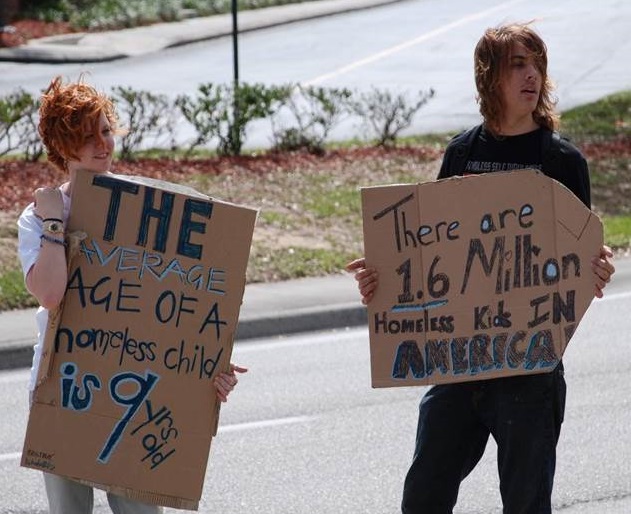 THE
AVERAGE
AGE OF A
homeless child
is 9 yrs
old
There are
1.6 Million
Homeless Kids IN
AMERICA!